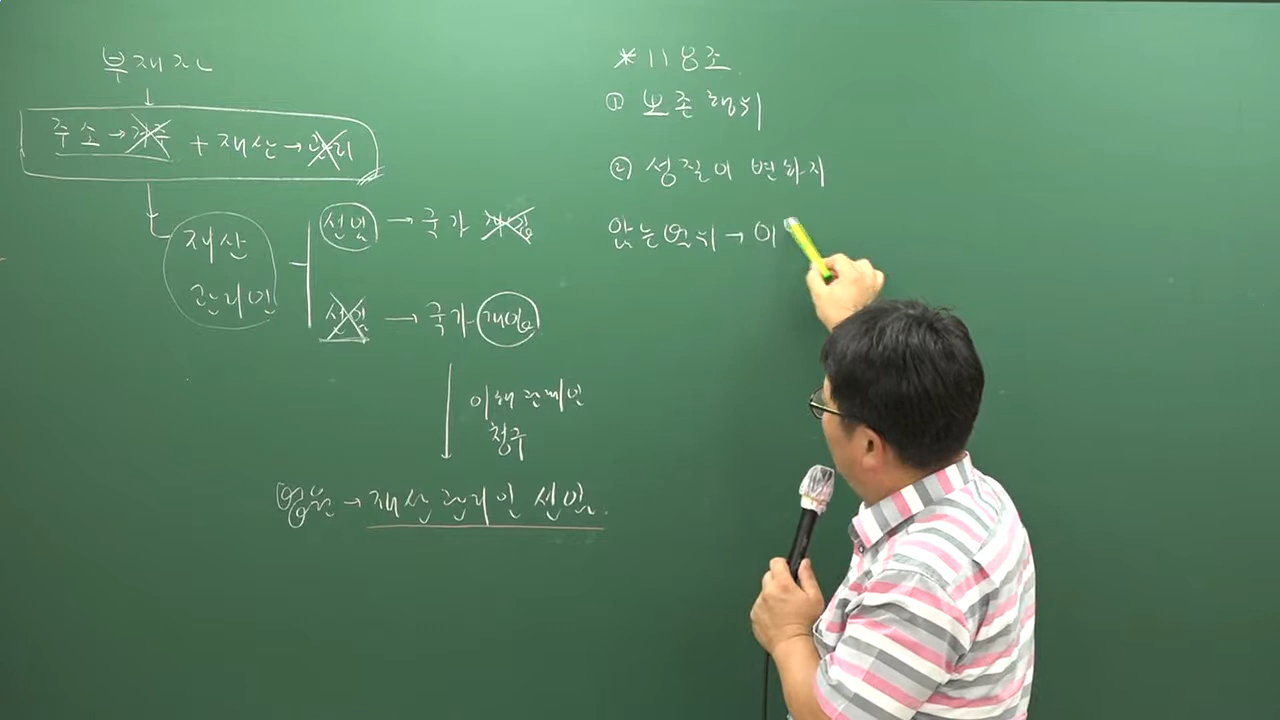 부재자
주소→거주 + 재산→관리
재산
관리인
선임 → 국가
선임 → 국가 개입
이해관계인
청구
법원 → 재산관리인 선임.
*118조
① 보존행위
② 성질이 변하지
않는 범위 → 이